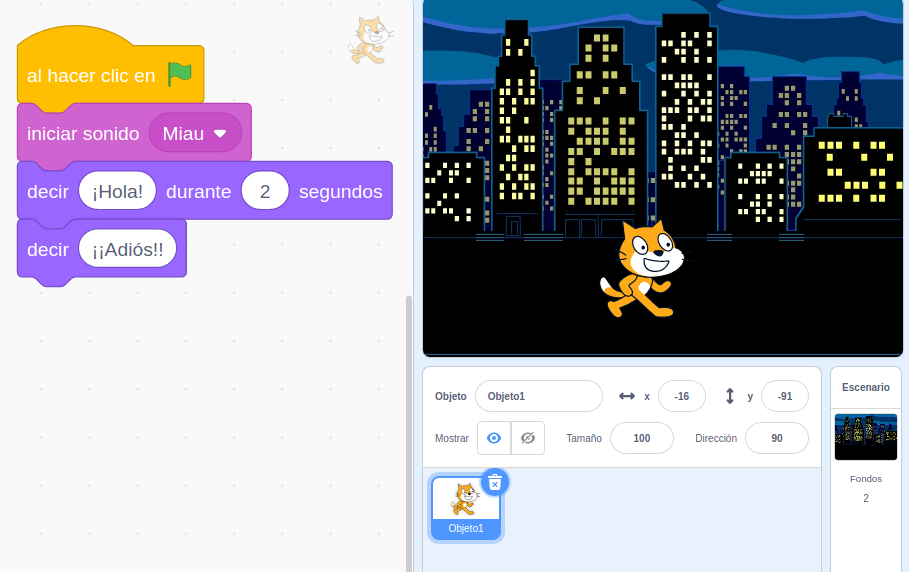 al hacer clic en
iniciar sonido Miau
decir ¡Hola! durante 2 segundos
decir ¡¡Adiós!!
Objeto Objeto1 x -16 y -91
Mostrar Tamaño 100 Dirección 90
Objeto1
Escenario
Fondos
2